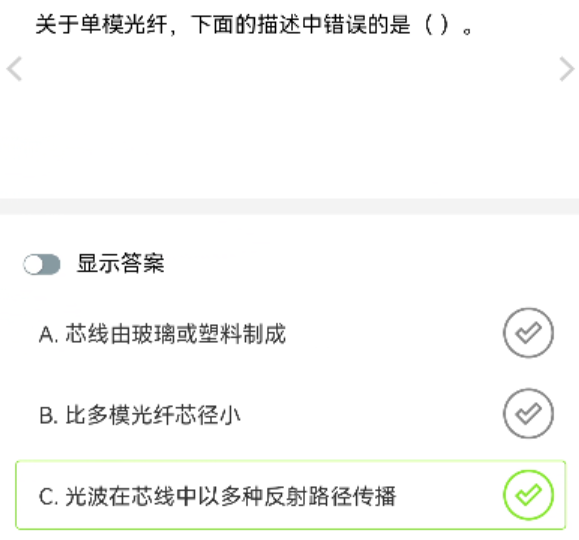 关于单模光纤，下面的描述中错误的是（ ）。
显示答案
A. 芯线由玻璃或塑料制成
B. 比多模光纤芯径小
C. 光波在芯线中以多种反射路径传播